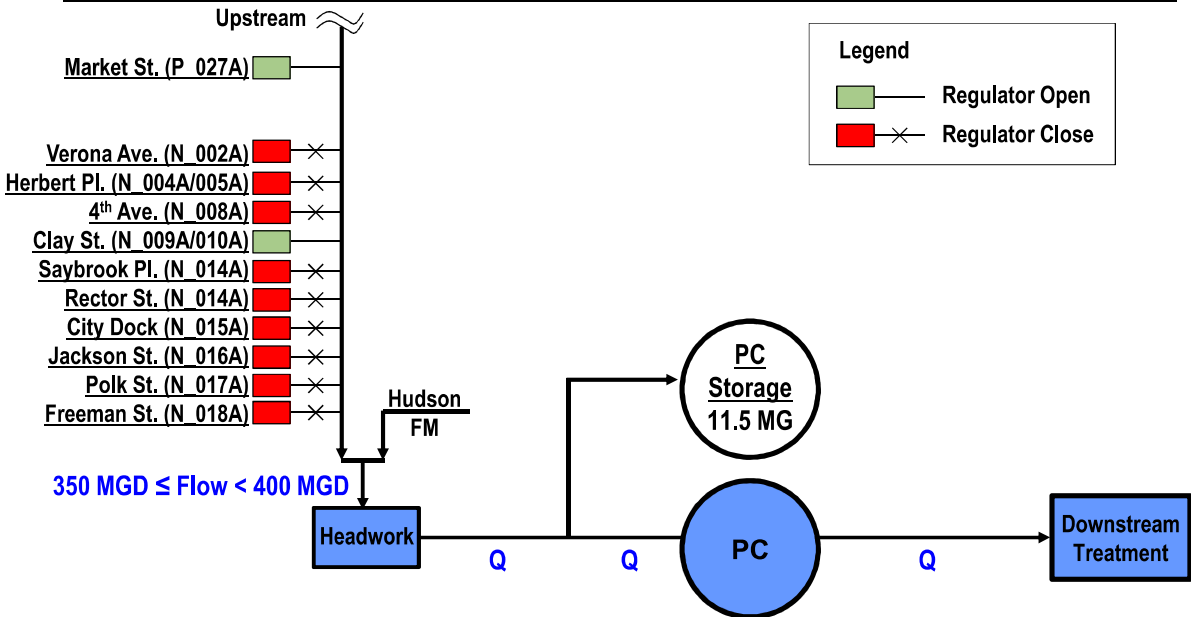 Upstream
Market St. (P_027A)
Verona Ave. (N_002A)
Herbert Pl. (N_004A/005A)
4th Ave. (N_008A)
Clay St. (N_009A/010A)
Saybrook Pl. (N_014A)
Rector St. (N_014A)
City Dock (N_015A)
Jackson St. (N_016A)
Polk St. (N_017A)
Freeman St. (N_018A)
Legend
Regulator Open
Regulator Close
Hudson
FM
350 MGD ≤ Flow < 400 MGD
Headwork
Q
Q
PC
Storage
11.5 MG
PC
Q
Downstream
Treatment